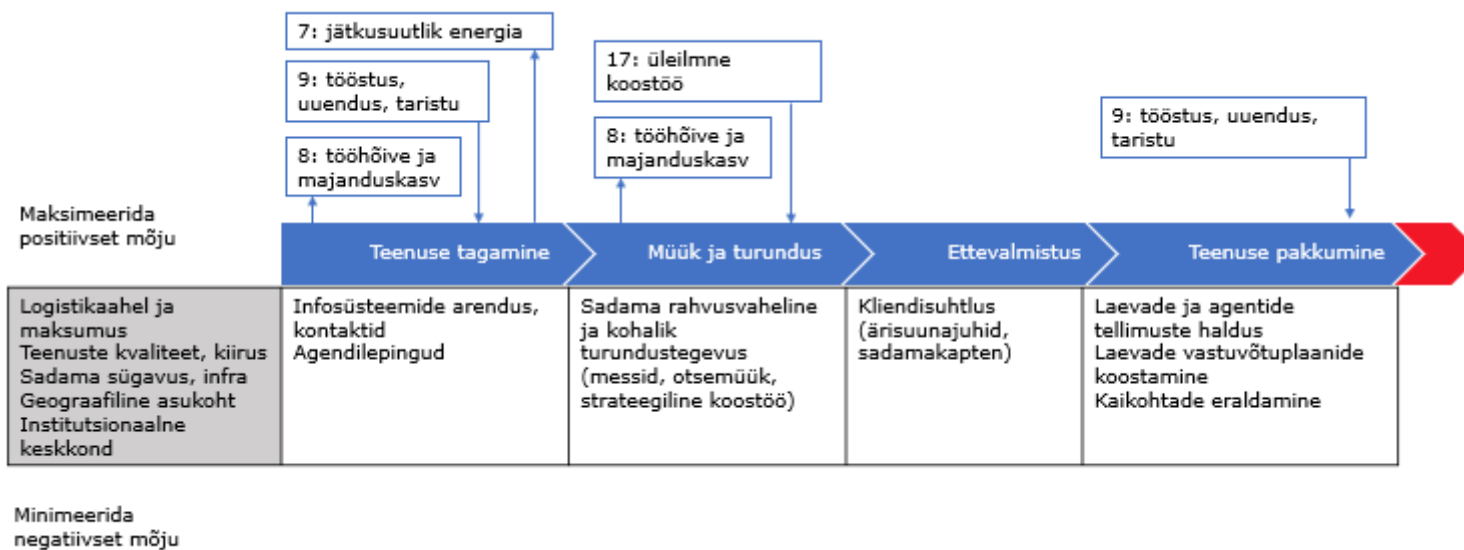 7: jätkusuutlik energia
9: tööstus,
uuendus, taristu
8: tööhõive ja
majanduskasv
17: üleilmne
koostöö
8: tööhõive ja
majanduskasv
9: tööstus, uuendus,
taristu
Maksimeerida
positiivset mõju
Teenuse tagamine
Müük ja turundus
Ettevalmistus
Teenuse pakkumine
Logistikaahel ja
maksumus
Teenuste kvaliteet, kiirus
Sadama sügavus, infra
Geograafiline asukoht
Institutsionaalne
keskkond
Infosüsteemide arendus,
kontaktid
Agendilepingud
Sadama rahvusvaheline
ja kohalik
turundustegevus
(messid, otsemüük,
strateegiline koostöö)
Kliendisuhtlus
(ärisuunajuhid,
sadamakapten)
Laevade ja agentide
tellimuste haldus
Laevade vastuvõtuplaanide
koostamine
Kaikohtade eraldamine
Minimeerida
negatiivset mõju